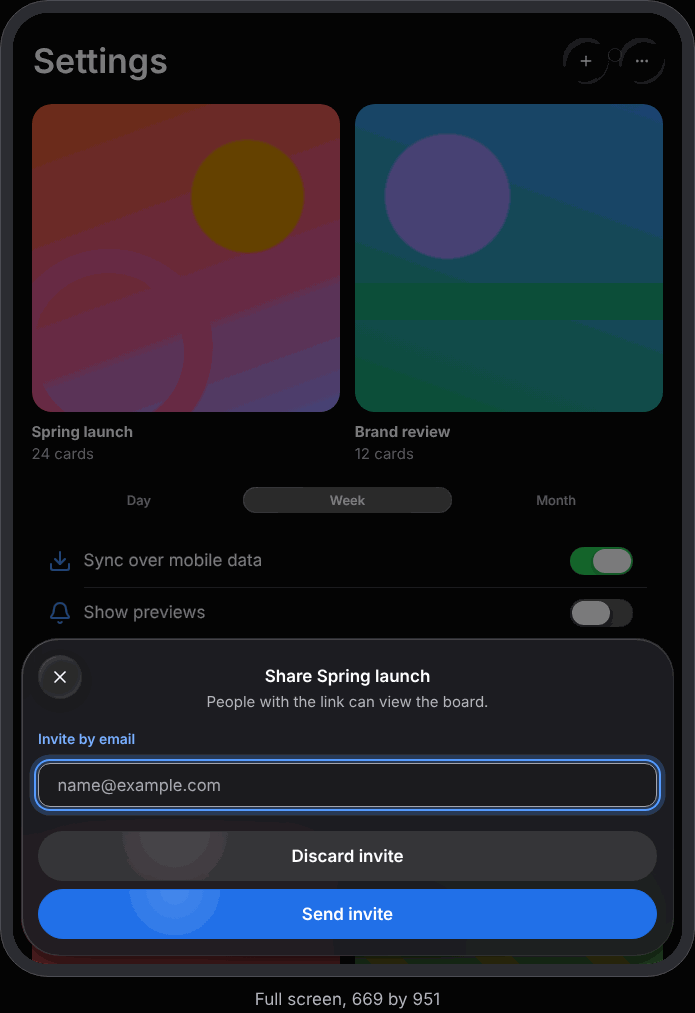 Settings
Spring launch
24 cards
Brand review
12 cards
Day
Week
Month
Sync over mobile data
Show previews
Share Spring launch
People with the link can view the board.
Invite by email
name@example.com
Discard invite
Send invite
Full screen, 669 by 951